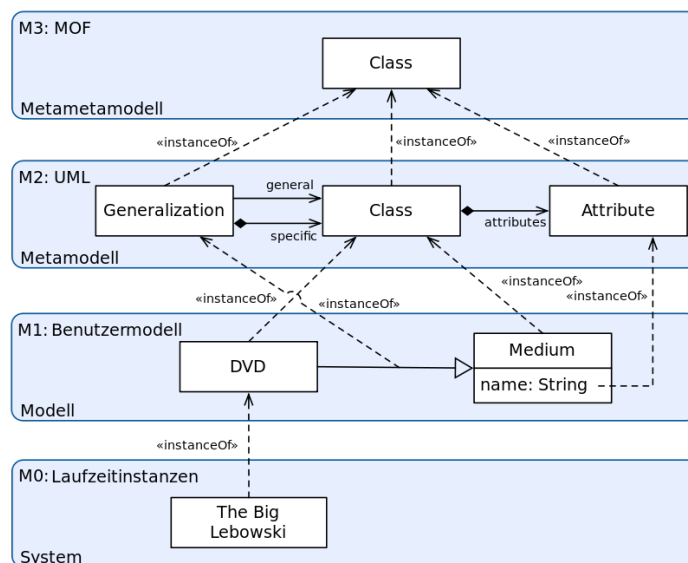 M3: MOF
Class
Metametamodell
«instanceOf»
«instanceOf»
«instanceOf»
M2: UML
general
Generalization
Class
Attribute
specific
attributes
Metamodell
«instanceOf»
«instanceOf»
«instanceOf»
«instanceOf»
M1: Benutzermodell
Medium
DVD
name: String
Modell
«instanceOf»
M0: Laufzeitinstanzen
The Big
Lebowski
System